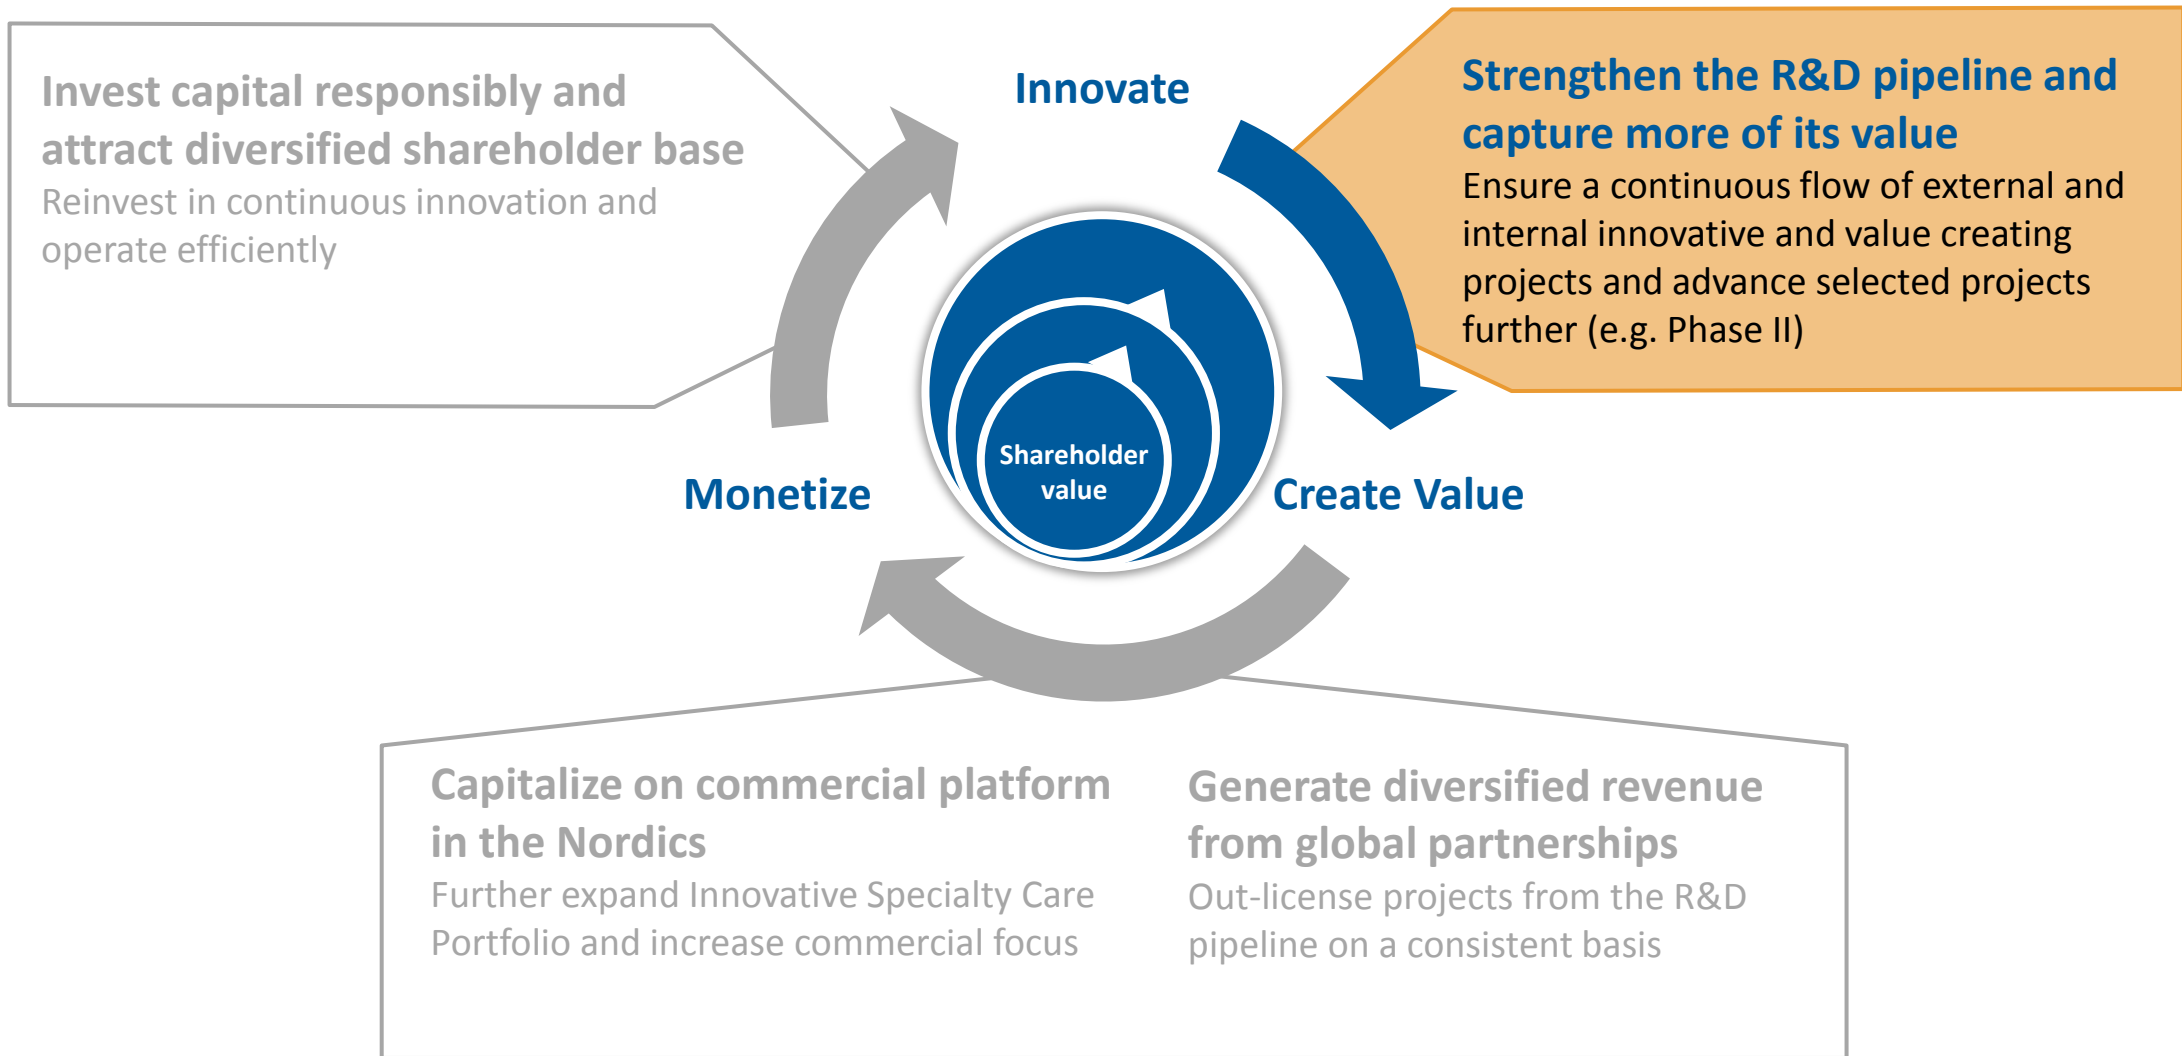 Invest capital responsibly and
attract diversified shareholder base
Reinvest in continuous innovation and
operate efficiently
Innovate
Strengthen the R&D pipeline and
capture more of its value
Ensure a continuous flow of external and
internal innovative and value creating
projects and advance selected projects
further (e.g. Phase II)
Shareholder
value
Monetize
Create Value
Capitalize on commercial platform
in the Nordics
Further expand Innovative Specialty Care
Portfolio and increase commercial focus
Generate diversified revenue
from global partnerships
Out-license projects from the R&D
pipeline on a consistent basis